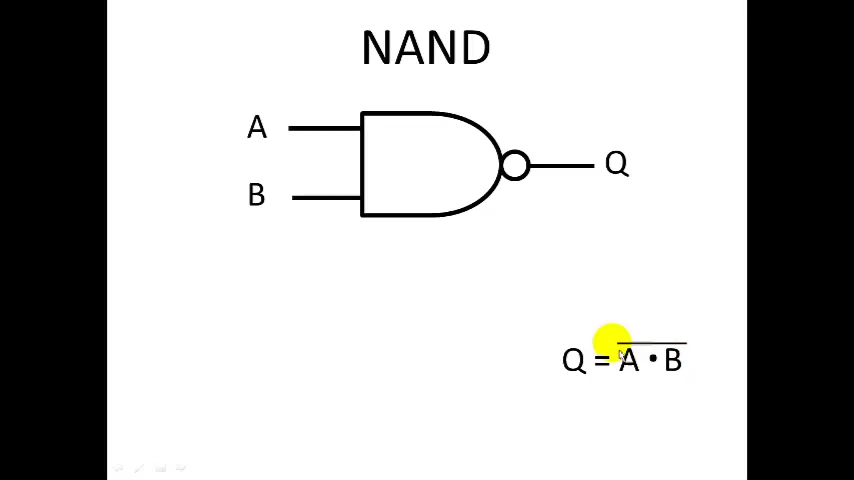 NAND
A
B
Q
Q = A̅ ̅•̅ ̅B̅